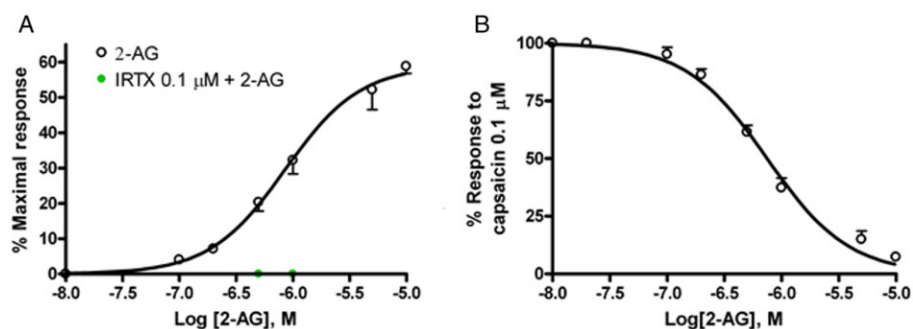 A
% Maximal response
60
50
40
30
20
10
0
2-AG
IRTX 0.1 μM + 2-AG
-8.0 -7.5 -7.0 -6.5 -6.0 -5.5 -5.0
Log [2-AG], M
B
% Response to
capsaicin 0.1 μM
100
75
50
25
0
-8.0 -7.5 -7.0 -6.5 -6.0 -5.5 -5.0
Log[2-AG], M